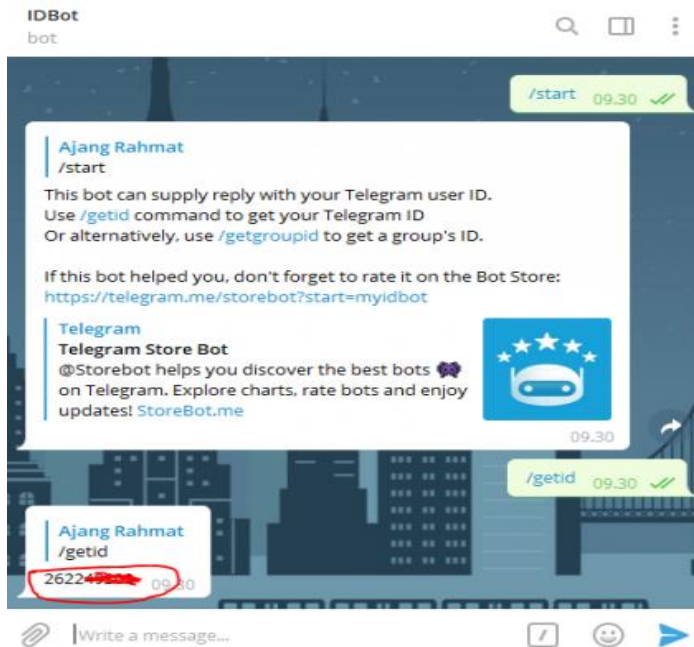 IDBot
bot
/start 09.30
Ajang Rahmat
/start
This bot can supply reply with your Telegram user ID.
Use /getid command to get your Telegram ID
Or alternatively, use /getgroupid to get a group's ID.
If this bot helped you, don't forget to rate it on the Bot Store:
https://telegram.me/storebot?start=myidbot
Telegram
Telegram Store Bot
@Storebot helps you discover the best bots
on Telegram. Explore charts, rate bots and enjoy
updates! StoreBot.me
09.30
/getid 09.30
Ajang Rahmat
/getid
09.30
Write a message...